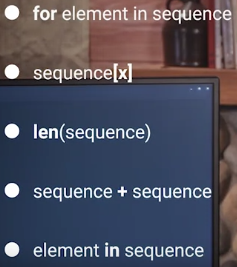 for element in sequence
sequence[x]
len(sequence)
sequence + sequence
element in sequence